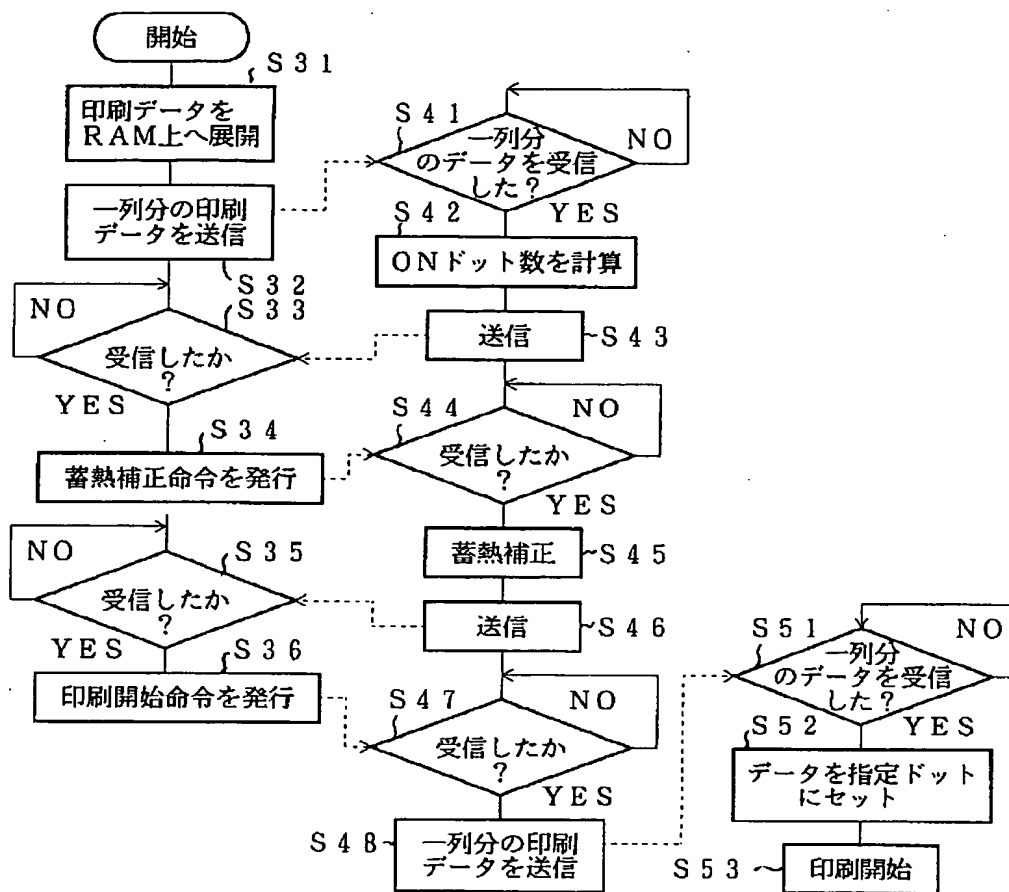 開始
S31
印刷データを
RAM上へ展開
一列分の印刷
データを送信
S32
NO
S33
受信したか
?
YES
S34
蓄熱補正命令を発行
NO
S35
受信したか
?
YES
S36
印刷開始命令を発行
S41
一列分
のデータを受信
した?
NO
YES
S42
ONドット数を計算
送信
S43
S44
NO
受信したか
?
YES
蓄熱補正
S45
送信
S46
S47
NO
受信したか
?
YES
S48
一列分の印刷
データを送信
S51
NO
一列分
のデータを受信
した?
YES
S52
データを指定ドット
にセット
S53
印刷開始